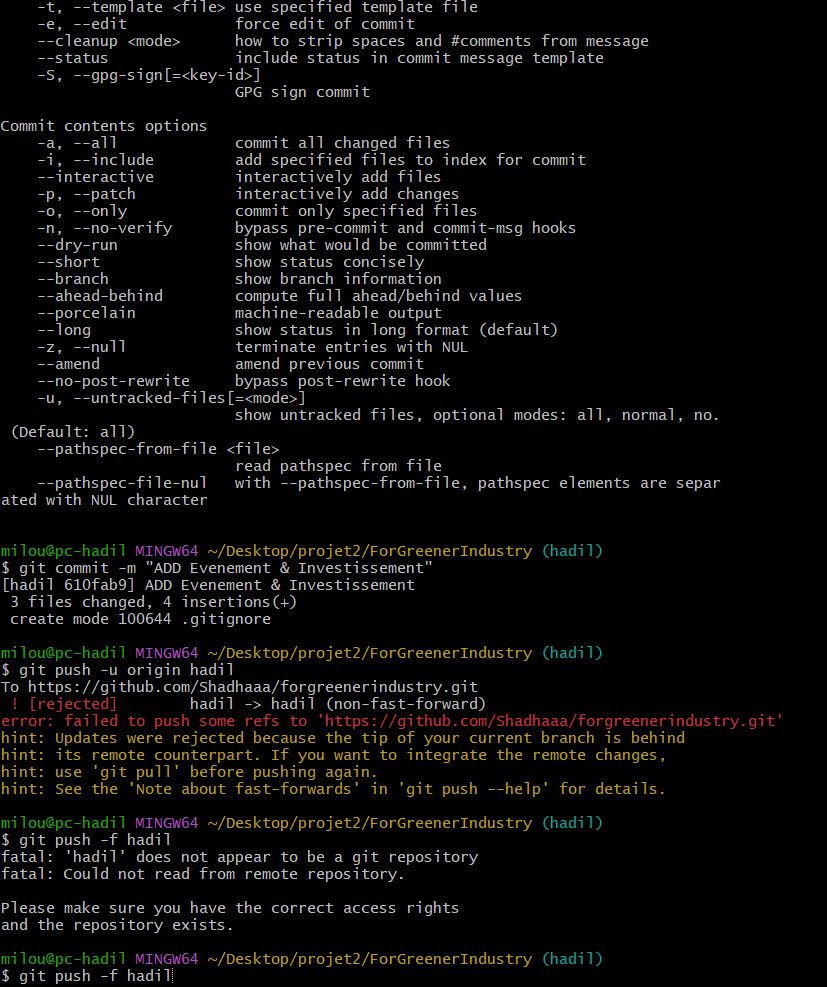 -t, --template <file> use specified template file
-e, --edit force edit of commit
--cleanup <mode> how to strip spaces and #comments from message
--status include status in commit message template
-S, --gpg-sign[=<key-id>]
GPG sign commit
Commit contents options
-a, --all commit all changed files
-i, --include add specified files to index for commit
--interactive interactively add files
-p, --patch interactively add changes
-o, --only commit only specified files
-n, --no-verify bypass pre-commit and commit-msg hooks
--dry-run show what would be committed
--short show status concisely
--branch show branch information
--ahead-behind compute full ahead/behind values
--porcelain machine-readable output
--long show status in long format (default)
-z, --null terminate entries with NUL
--amend amend previous commit
--no-post-rewrite bypass post-rewrite hook
-u, --untracked-files[=<mode>]
show untracked files, optional modes: all, normal, no.
(Default: all)
--pathspec-from-file <file>
read pathspec from file
--pathspec-file-nul with --pathspec-from-file, pathspec elements are separ
ated with NUL character
milou@pc-hadil MINGW64 ~/Desktop/projet2/ForGreenerIndustry (hadil)
$ git commit -m "ADD Evenement & Investissement"
[hadil 610fab9] ADD Evenement & Investissement
3 files changed, 4 insertions(+)
create mode 100644 .gitignore
milou@pc-hadil MINGW64 ~/Desktop/projet2/ForGreenerIndustry (hadil)
$ git push -u origin hadil
To https://github.com/Shadhaaa/forgreenerindustry.git
! [rejected] hadil -> hadil (non-fast-forward)
error: failed to push some refs to 'https://github.com/Shadhaaa/forgreenerindustry.git'
hint: Updates were rejected because the tip of your current branch is behind
hint: its remote counterpart. If you want to integrate the remote changes,
hint: use 'git pull' before pushing again.
hint: See the 'Note about fast-forwards' in 'git push --help' for details.
milou@pc-hadil MINGW64 ~/Desktop/projet2/ForGreenerIndustry (hadil)
$ git push -f hadil
fatal: 'hadil' does not appear to be a git repository
fatal: Could not read from remote repository.
Please make sure you have the correct access rights
and the repository exists.
milou@pc-hadil MINGW64 ~/Desktop/projet2/ForGreenerIndustry (hadil)
$ git push -f hadil